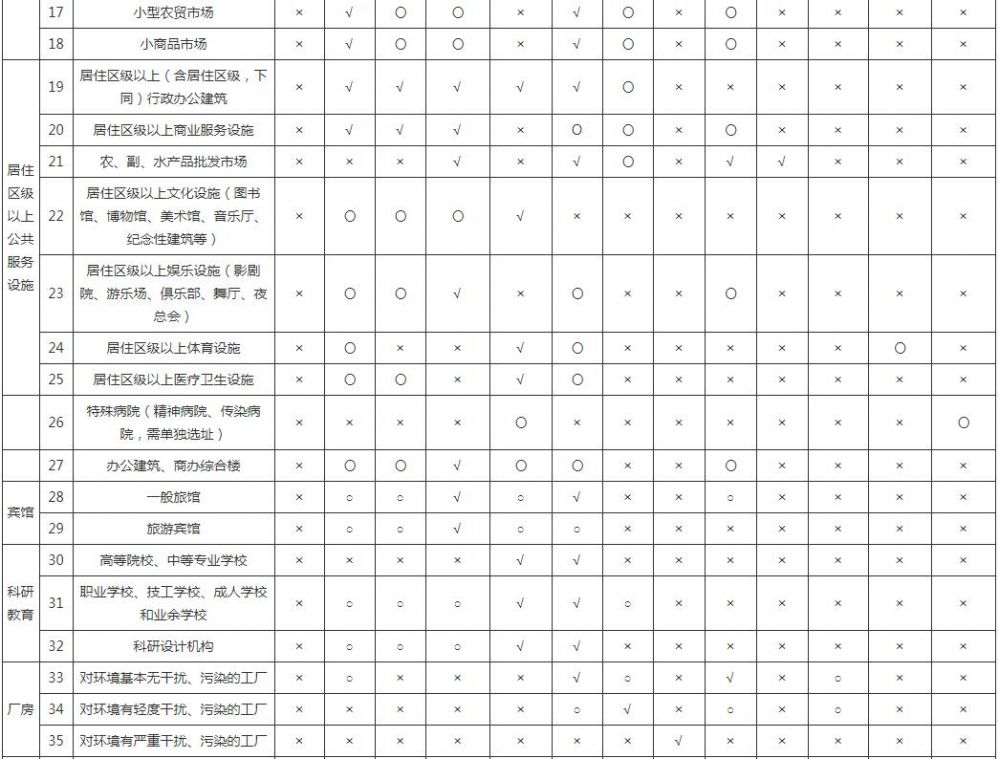 17 小型农贸市场 × √ ○ ○ × √ ○ × ○ × × × ×
18 小商品市场 × √ ○ ○ × √ ○ × ○ × × × ×
居住
区级
以上
公共
服务
设施
19 居住区级以上（含居住区级，下
同）行政办公建筑 × √ √ √ √ √ ○ × × × × × ×
20 居住区级以上商业服务设施 × √ √ √ × ○ ○ × ○ × × × ×
21 农、副、水产品批发市场 × × × √ × √ ○ × √ √ × × ×
22 居住区级以上文化设施（图书
馆、博物馆、美术馆、音乐厅、
纪念性建筑等） × ○ ○ ○ √ × × × × × × × ×
23 居住区级以上娱乐设施（影剧
院、游乐场、俱乐部、舞厅、夜
总会） × ○ ○ √ × ○ × × ○ × × × ×
24 居住区级以上体育设施 × ○ × × √ ○ × × × × × ○ ×
25 居住区级以上医疗卫生设施 × ○ ○ × √ ○ × × × × × × ×
26 特殊病院（精神病院、传染病
院，需单独选址） × × × × ○ × × × × × × × ○
27 办公建筑、商办综合楼 × ○ ○ √ ○ ○ × × ○ × × × ×
宾馆
28 一般旅馆 × ○ ○ √ ○ √ × × ○ × × × ×
29 旅游宾馆 × ○ ○ √ ○ ○ × × × × × × ×
科研
教育
30 高等院校、中等专业学校 × × × × √ √ × × × × × × ×
31 职业学校、技工学校、成人学校
和业余学校 × ○ ○ ○ √ √ ○ × × × × × ×
32 科研设计机构 × ○ ○ ○ √ √ × × × × × × ×
厂房
33 对环境基本无干扰、污染的工厂 × ○ × × × √ ○ × √ × ○ × ×
34 对环境有轻度干扰、污染的工厂 × × × × × ○ √ × ○ × ○ × ×
35 对环境有严重干扰、污染的工厂 × × × × × × × √ × × × × ×